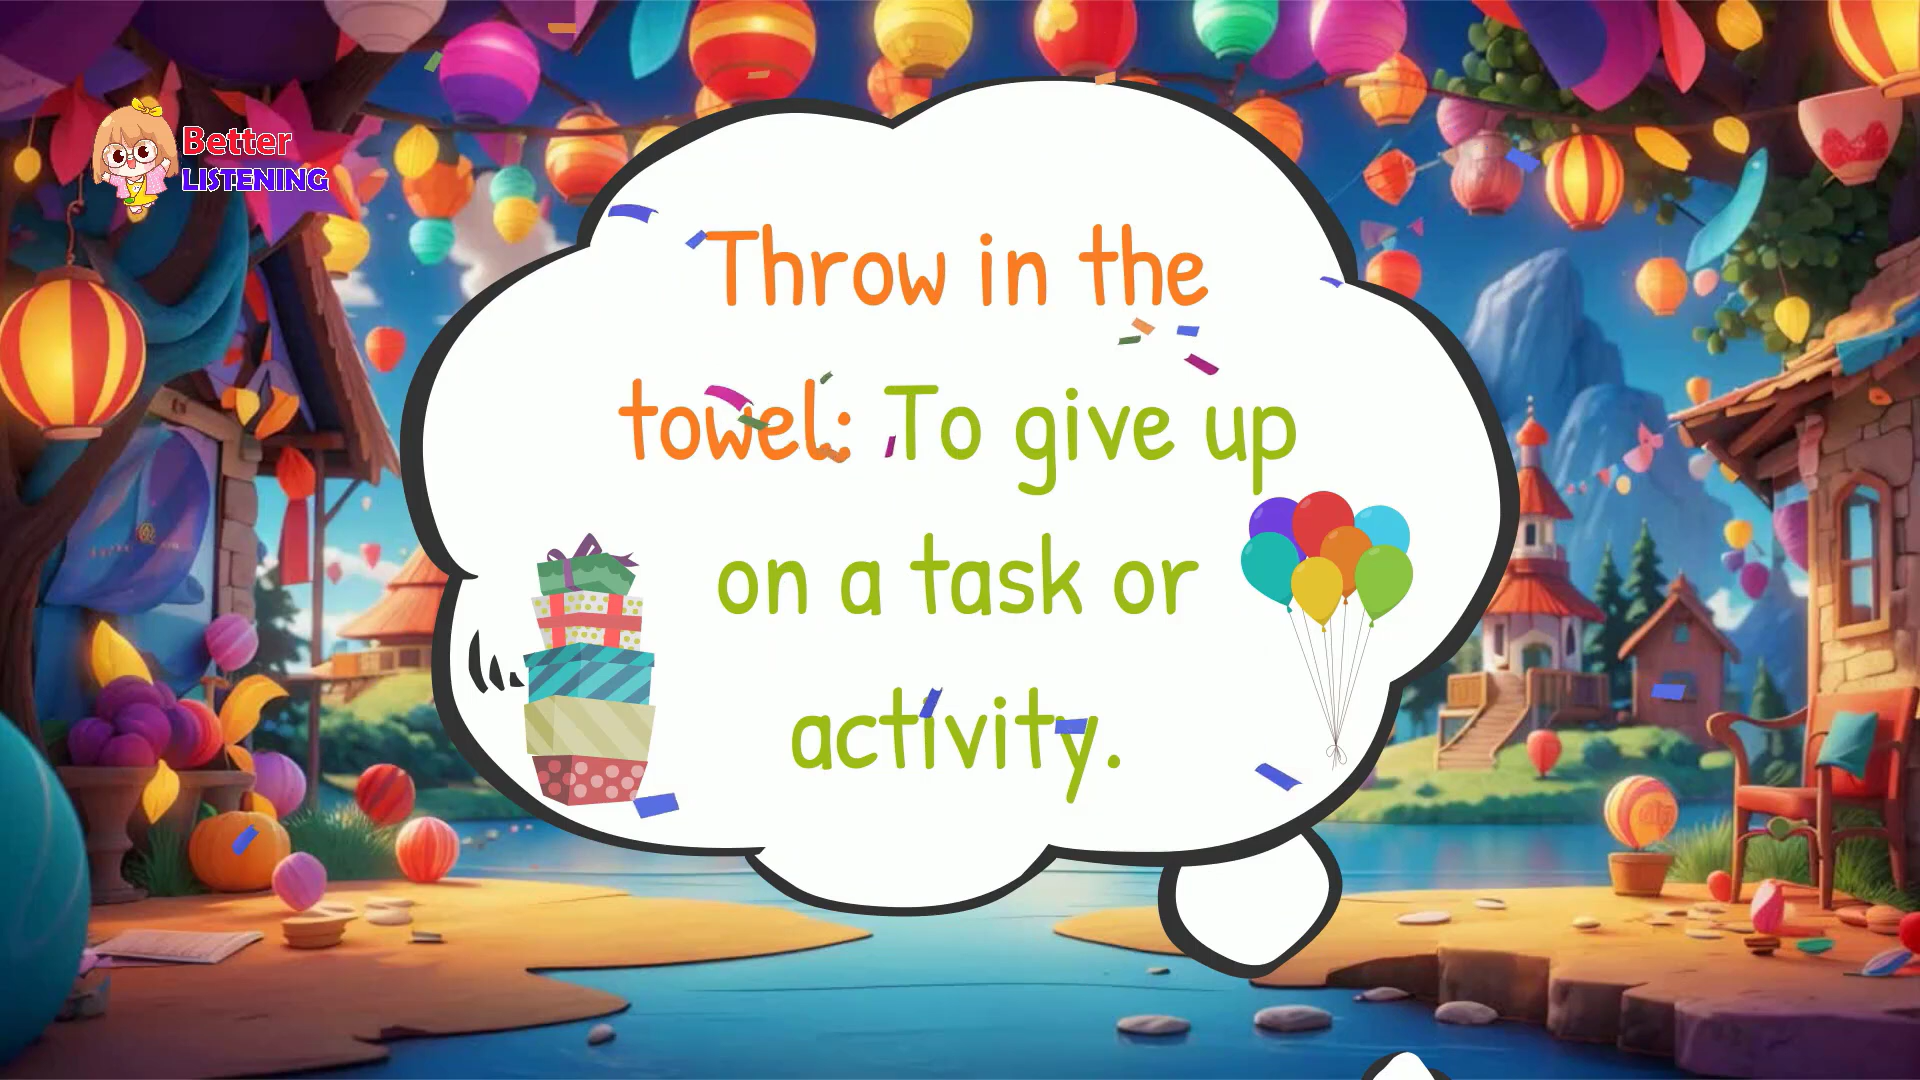 Better
LISTENING
Throw in the
towel: To give up
on a task or
activity.